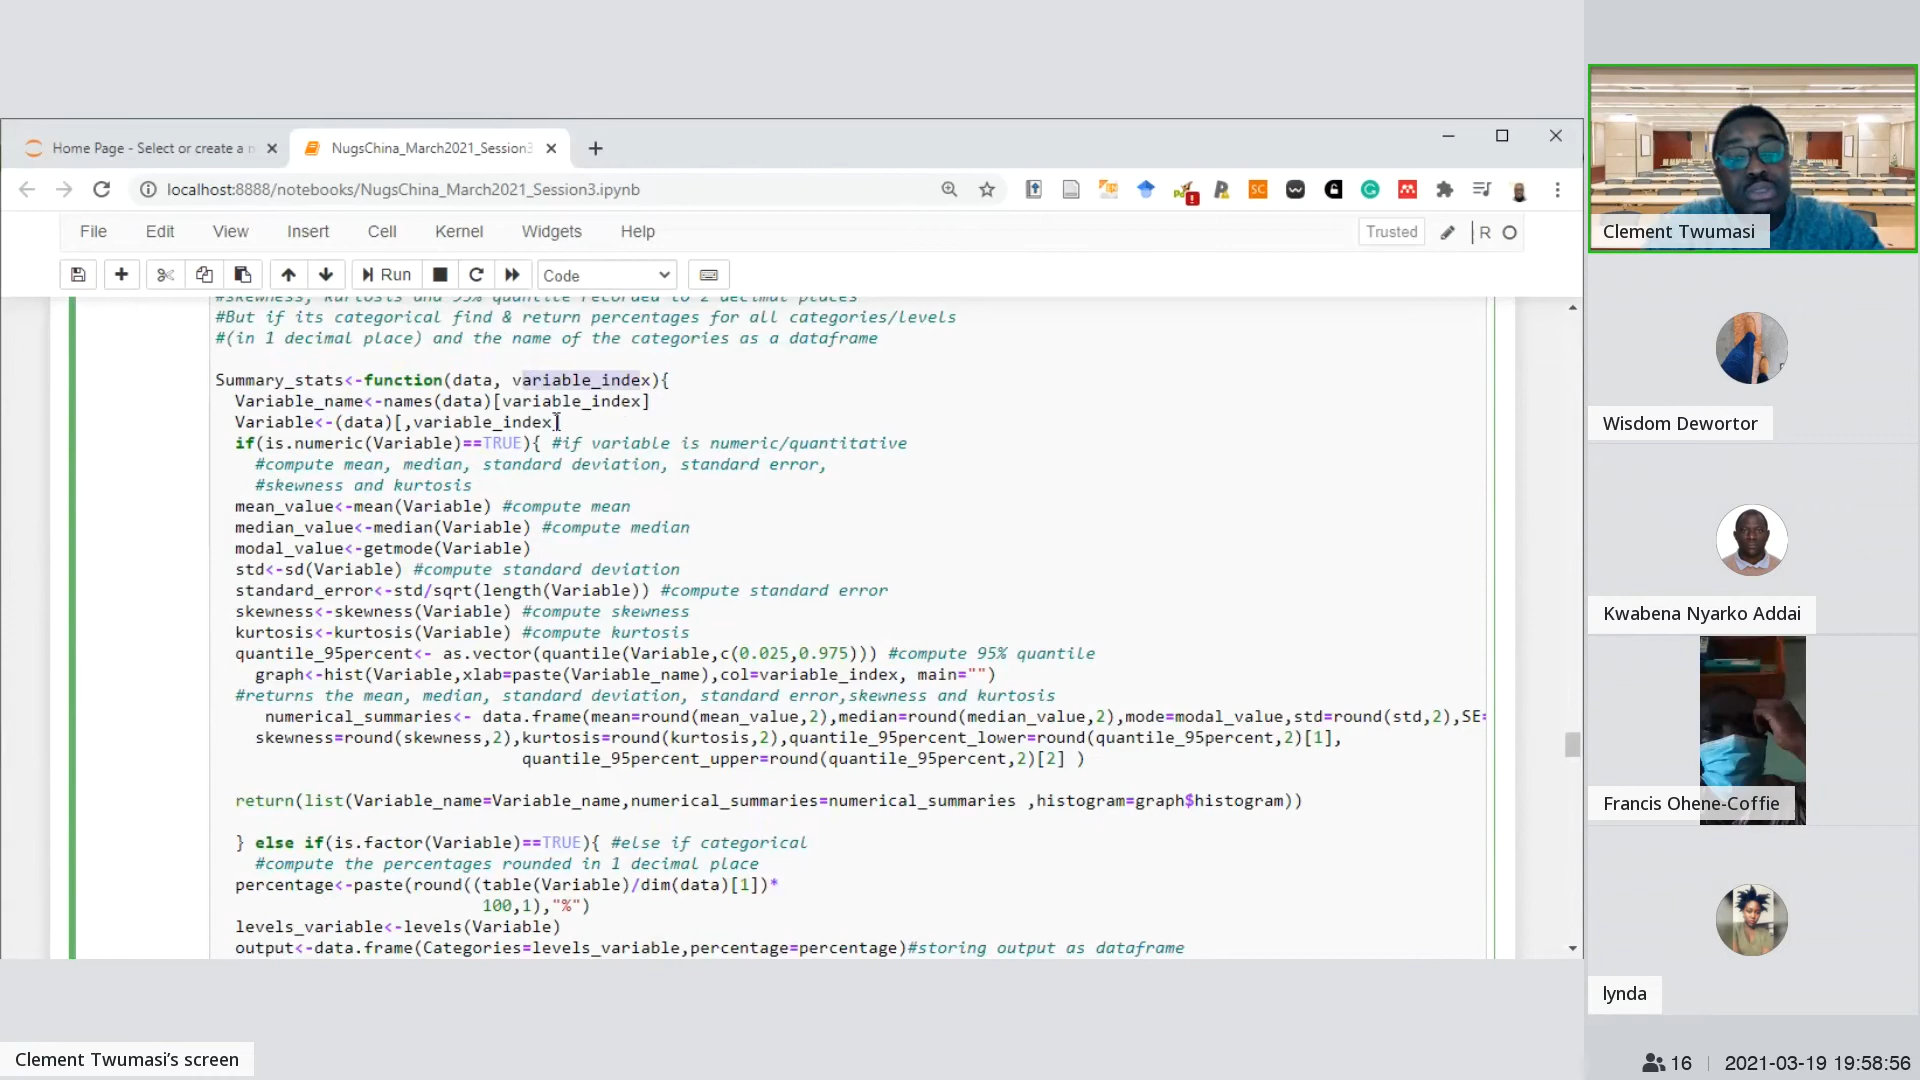 Home Page - Select or create a n
NugsChina_March2021_Session3
localhost:8888/notebooks/NugsChina_March2021_Session3.ipynb
File Edit View Insert Cell Kernel Widgets Help
Trusted
R
Run
Code
#skewness, kurtosis and 95% quantile recorded to 2 decimal places
#But if its categorical find & return percentages for all categories/levels
#(in 1 decimal place) and the name of the categories as a dataframe
Summary_stats<-function(data, variable_index){
Variable_name<-names(data)[variable_index]
Variable<-(data)[,variable_index]
if(is.numeric(Variable)==TRUE){ #if variable is numeric/quantitative
#compute mean, median, standard deviation, standard error,
#skewness and kurtosis
mean_value<-mean(Variable) #compute mean
median_value<-median(Variable) #compute median
modal_value<-getmode(Variable)
std<-sd(Variable) #compute standard deviation
standard_error<-std/sqrt(length(Variable)) #compute standard error
skewness<-skewness(Variable) #compute skewness
kurtosis<-kurtosis(Variable) #compute kurtosis
quantile_95percent<- as.vector(quantile(Variable,c(0.025,0.975))) #compute 95% quantile
graph<-hist(Variable,xlab=paste(Variable_name),col=variable_index, main="")
#returns the mean, median, standard deviation, standard error,skewness and kurtosis
numerical_summaries<- data.frame(mean=round(mean_value,2),median=round(median_value,2),mode=modal_value,std=round(std,2),SE=
skewness=round(skewness,2),kurtosis=round(kurtosis,2),quantile_95percent_lower=round(quantile_95percent,2)[1],
quantile_95percent_upper=round(quantile_95percent,2)[2] )
return(list(Variable_name=Variable_name,numerical_summaries=numerical_summaries ,histogram=graph$histogram))
} else if(is.factor(Variable)==TRUE){ #else if categorical
#compute the percentages rounded in 1 decimal place
percentage<-paste(round((table(Variable)/dim(data)[1])*
100,1),"%")
levels_variable<-levels(Variable)
output<-data.frame(Categories=levels_variable,percentage=percentage)#storing output as dataframe
Clement Twumasi
Wisdom Dewortor
Kwabena Nyarko Addai
Francis Ohene-Coffie
lynda
Clement Twumasi's screen
16
2021-03-19 19:58:56